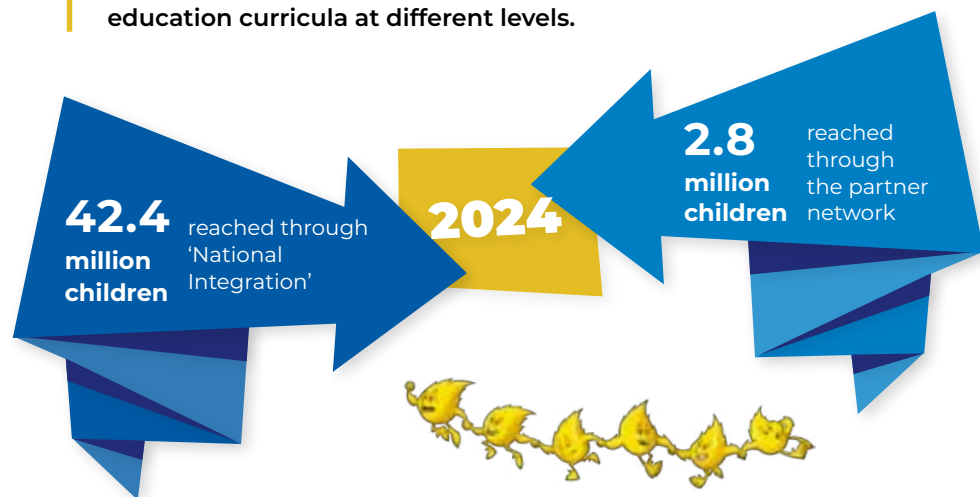 education curricula at different levels.
42.4
million
children
reached through
‘National
Integration’
2024
2.8
million
children
reached
through
the partner
network